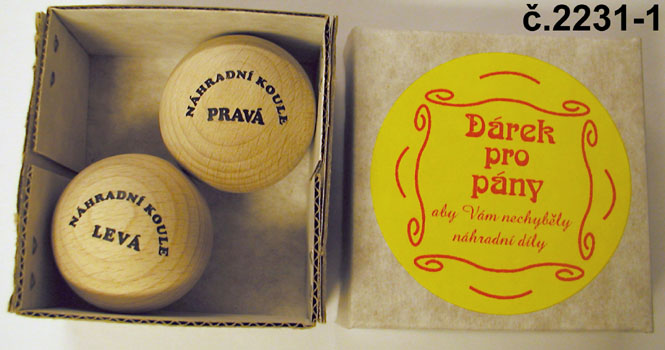 č.2231-1
NÁHRADNÍ KOULE
PRAVÁ
NÁHRADNÍ KOULE
LEVÁ
Dárek
pro
pány
aby Vám nechyběly
náhradní díly